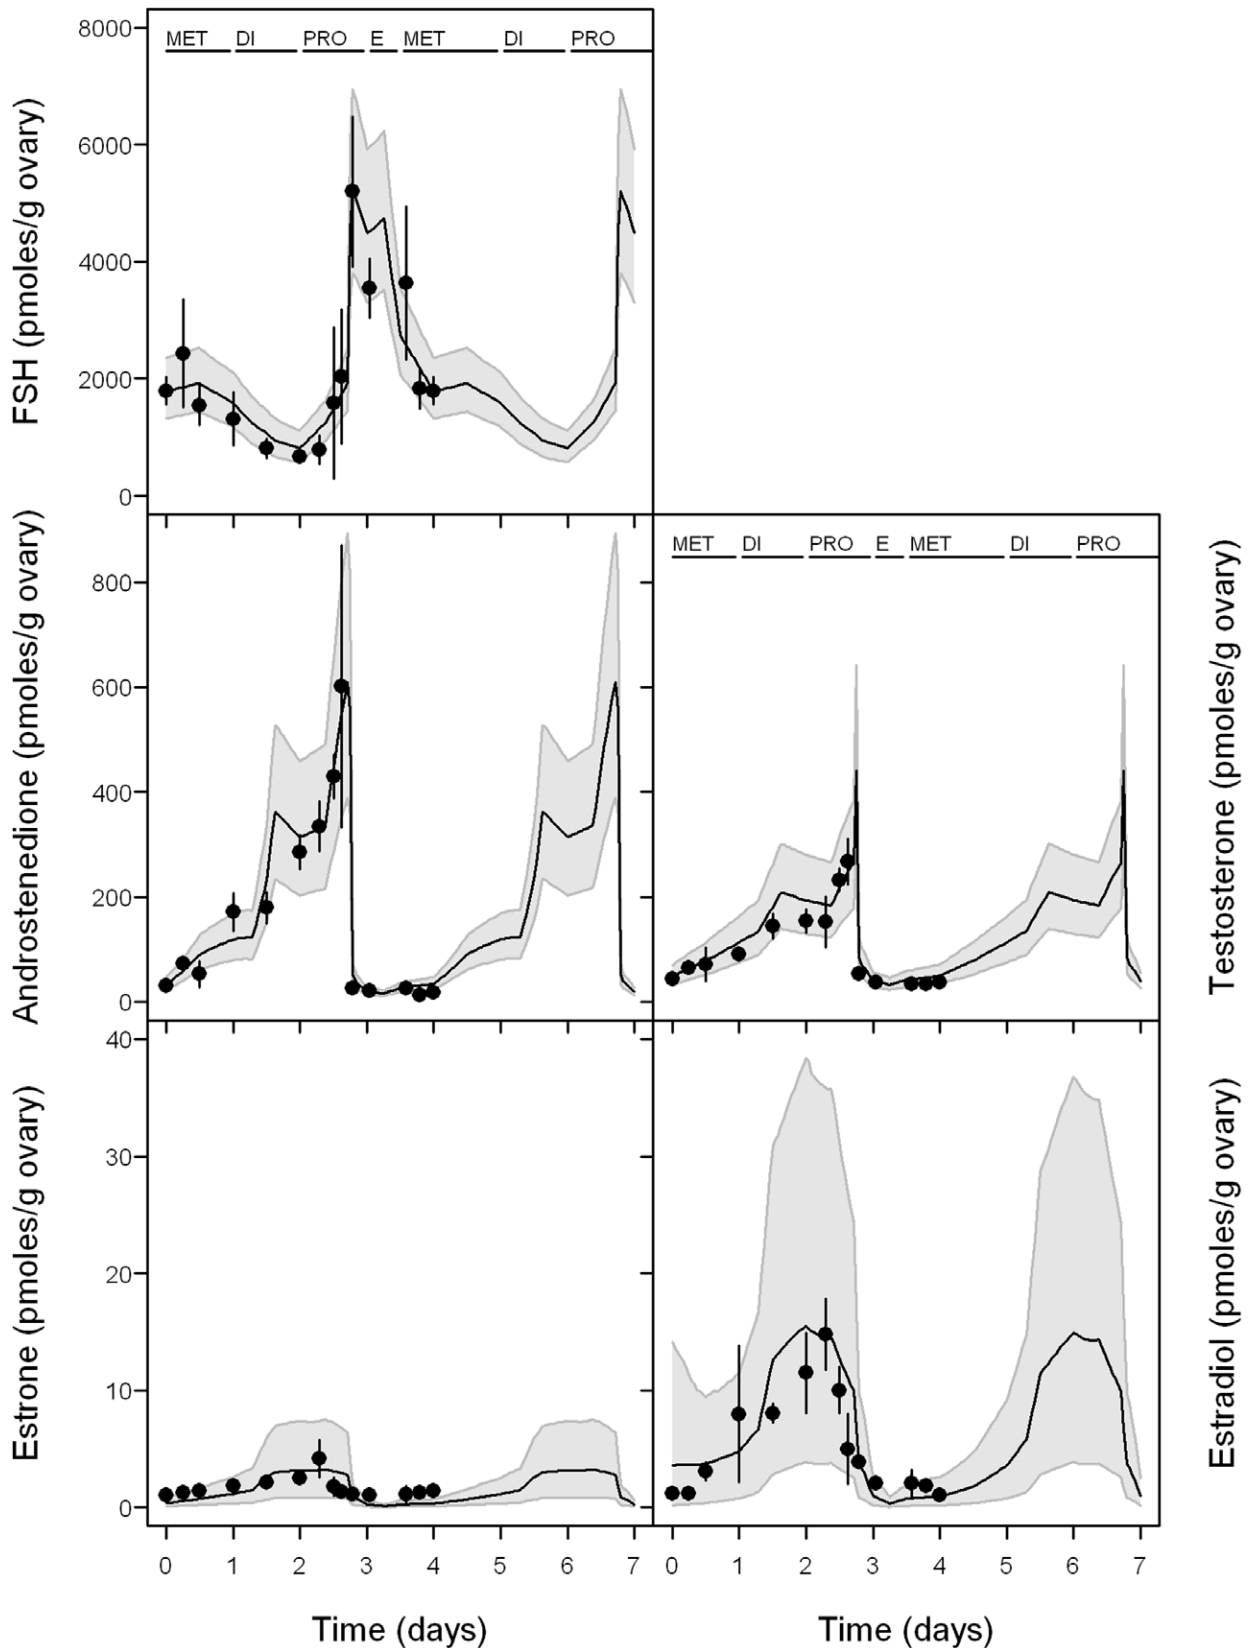 8000
MET DI PRO E MET DI PRO
6000
4000
2000
0
FSH (pmoles/g ovary)
800
600
400
200
0
Androstenedione (pmoles/g ovary)
MET DI PRO E MET DI PRO
Testosterone (pmoles/g ovary)
40
30
20
10
0
Estrone (pmoles/g ovary)
Estradiol (pmoles/g ovary)
0 1 2 3 4 5 6 7
0 1 2 3 4 5 6 7
Time (days)
Time (days)